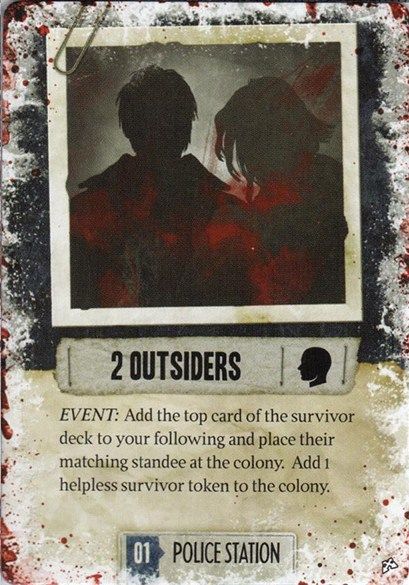 2 OUTSIDERS
EVENT: Add the top card of the survivor
deck to your following and place their
matching standee at the colony. Add 1
helpless survivor token to the colony.
01 POLICE STATION